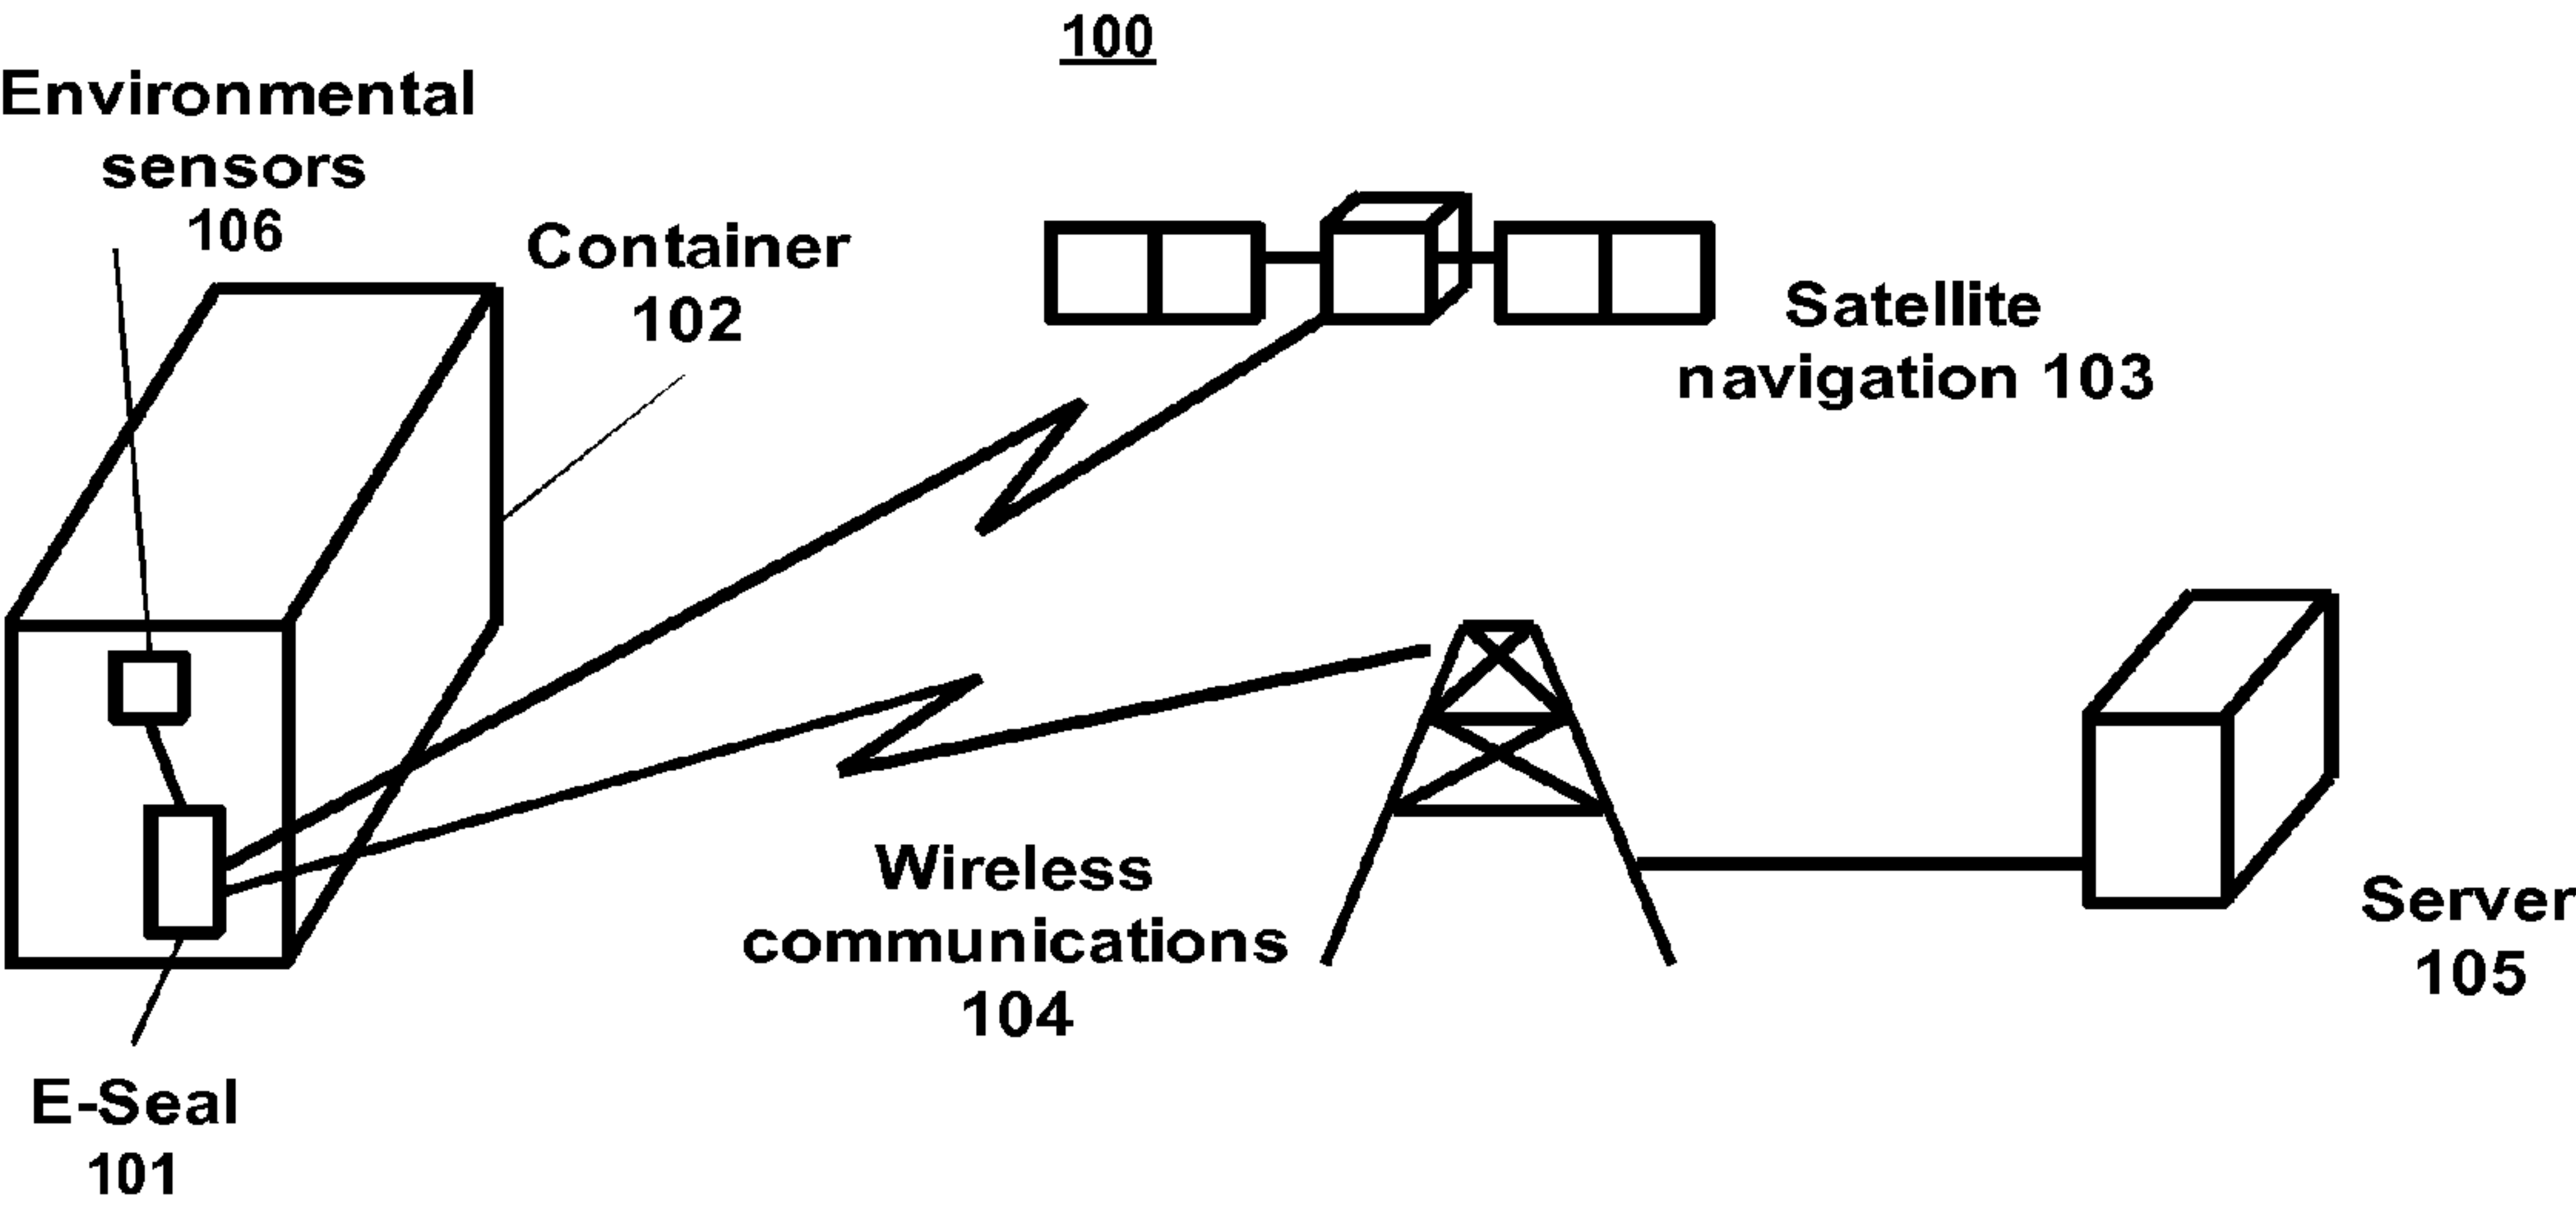 100
Environmental
sensors
106
Container
102
Satellite
navigation 103
Wireless
communications
104
Server
105
E-Seal
101